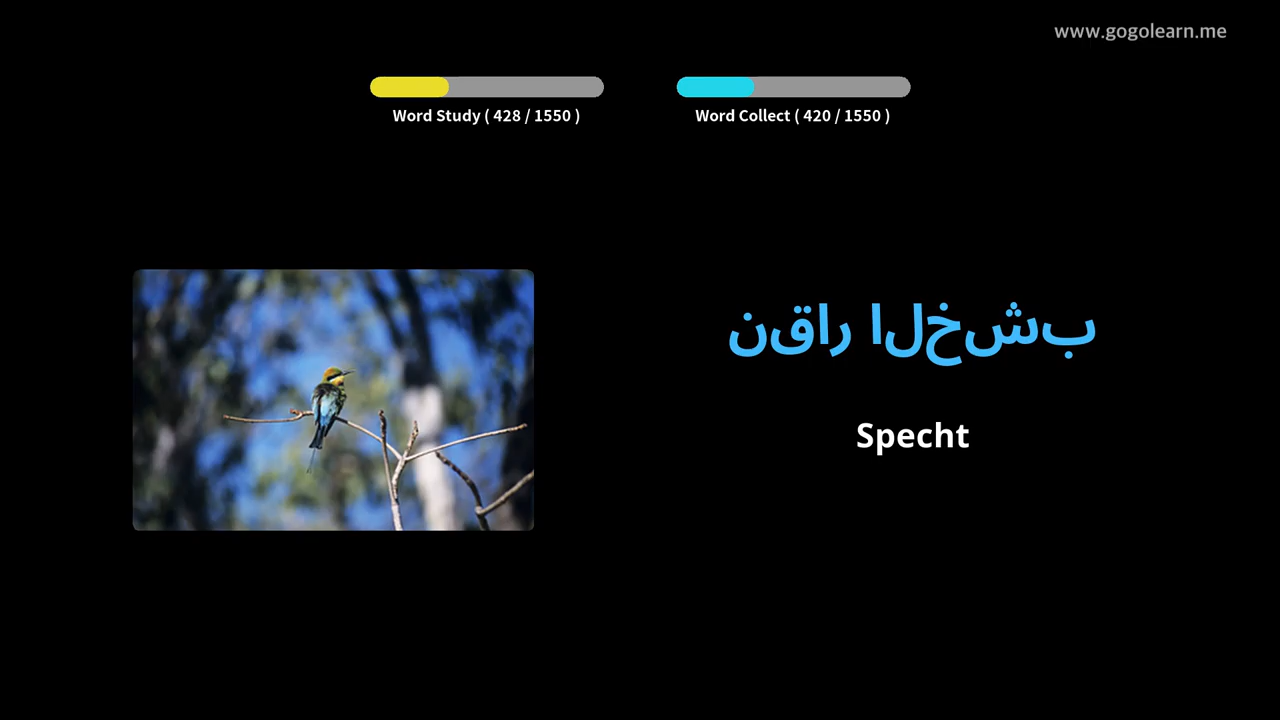 www.gogolearn.me
Word Study ( 428 / 1550 )
Word Collect ( 420 / 1550 )
نقار الخشب
Specht